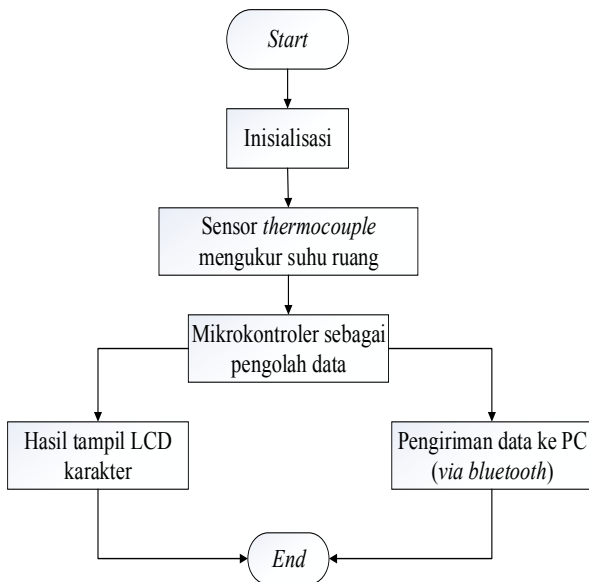 Start
Inisialisasi
Sensor thermocouple
mengukur suhu ruang
Mikrokontroler sebagai
pengolah data
Hasil tampil LCD
karakter
Pengiriman data ke PC
(via bluetooth)
End